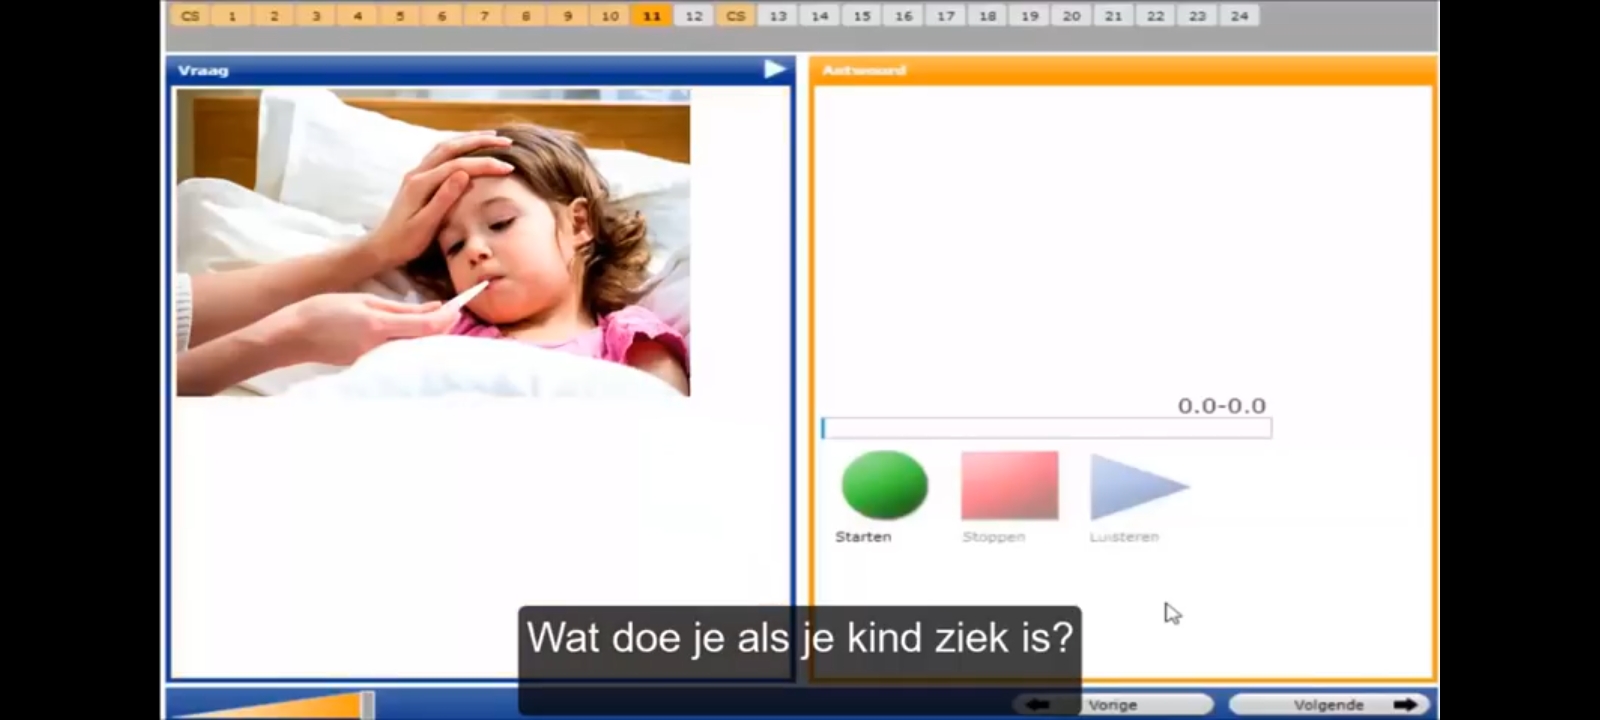 CS 1 2 3 4 5 6 7 8 9 10 11 12 CS 13 14 15 16 17 18 19 20 21 22 23 24
Vraag
Antwoord
0.0-0.0
Starten Stoppen Luisteren
Wat doe je als je kind ziek is?
Vorige Volgende